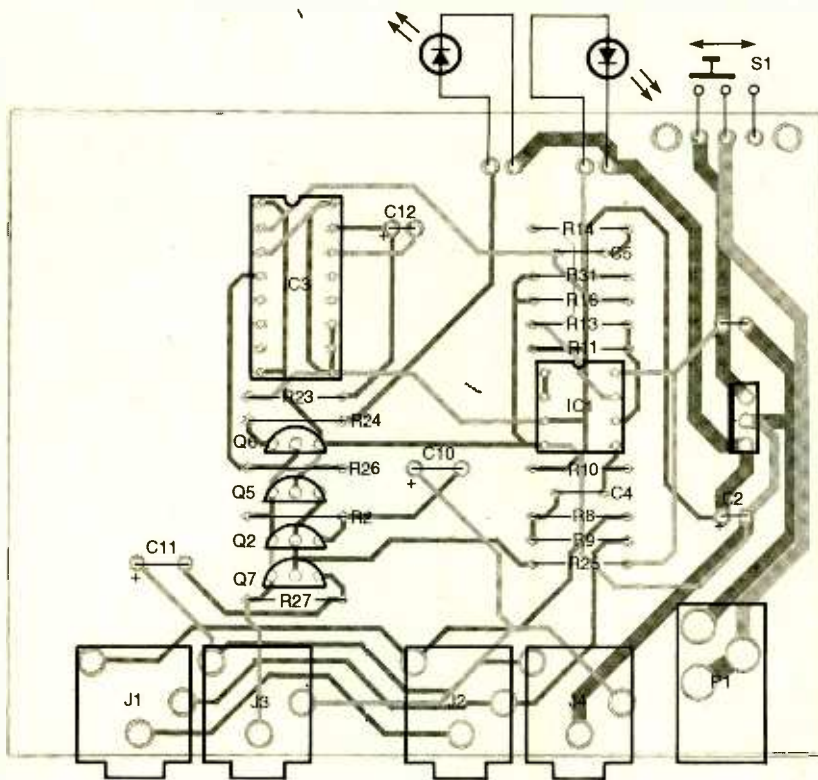 S1
C12
R14
C5
IC3
R31
R16
R13
R11
IC1
R23
R24
Q6
C10
R26
R10
Q5
C4
C2
R2
R8
Q2
R9
C11
R25
Q7
R27
J1
J3
J2
J4
P1
+
+
+
+